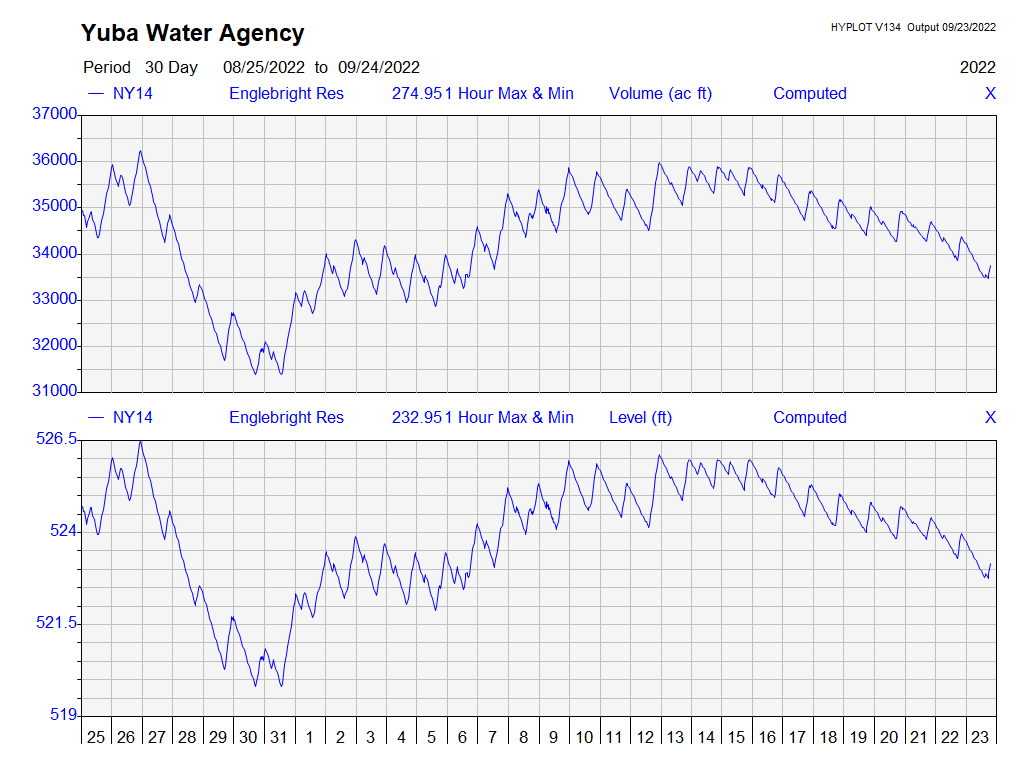 Yuba Water Agency
HYPLOT V134 Output 09/23/2022
Period 30 Day 08/25/2022 to 09/24/2022
2022
NY14 Englebright Res 274.951 Hour Max & Min Volume (ac ft) Computed X
37000
36000
35000
34000
33000
32000
31000
NY14 Englebright Res 232.951 Hour Max & Min Level (ft) Computed X
526.5
524
521.5
519
25 26 27 28 29 30 31 1 2 3 4 5 6 7 8 9 10 11 12 13 14 15 16 17 18 19 20 21 22 23